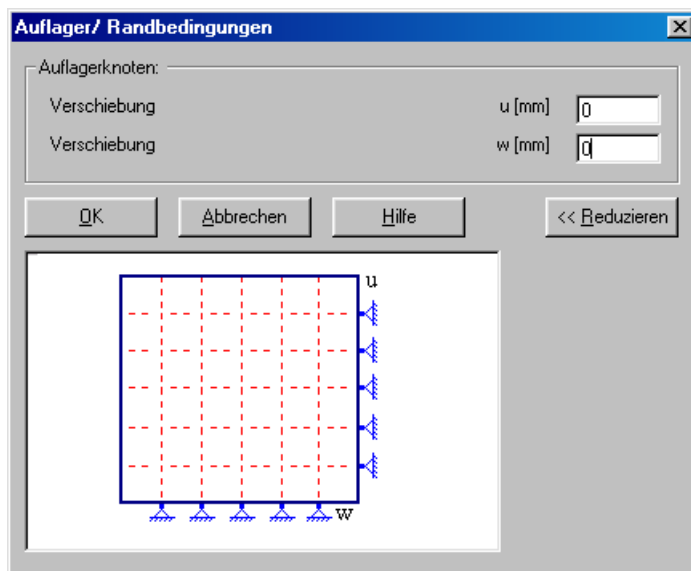 Auflager/ Randbedingungen
Auflagerknoten:
Verschiebung u [mm] 0
Verschiebung w [mm] 0
OK Abbrechen Hilfe << Reduzieren
u
w